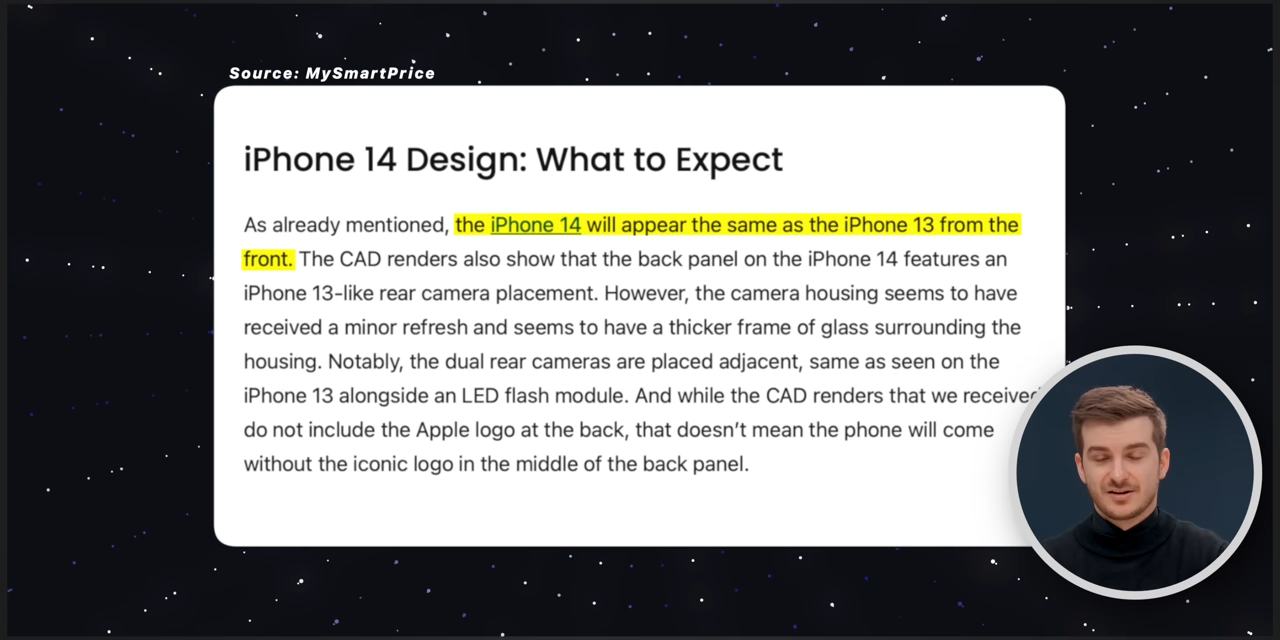 Source: MySmartPrice
iPhone 14 Design: What to Expect
As already mentioned, the iPhone 14 will appear the same as the iPhone 13 from the
front. The CAD renders also show that the back panel on the iPhone 14 features an
iPhone 13-like rear camera placement. However, the camera housing seems to have
received a minor refresh and seems to have a thicker frame of glass surrounding the
housing. Notably, the dual rear cameras are placed adjacent, same as seen on the
iPhone 13 alongside an LED flash module. And while the CAD renders that we received
do not include the Apple logo at the back, that doesn’t mean the phone will come
without the iconic logo in the middle of the back panel.